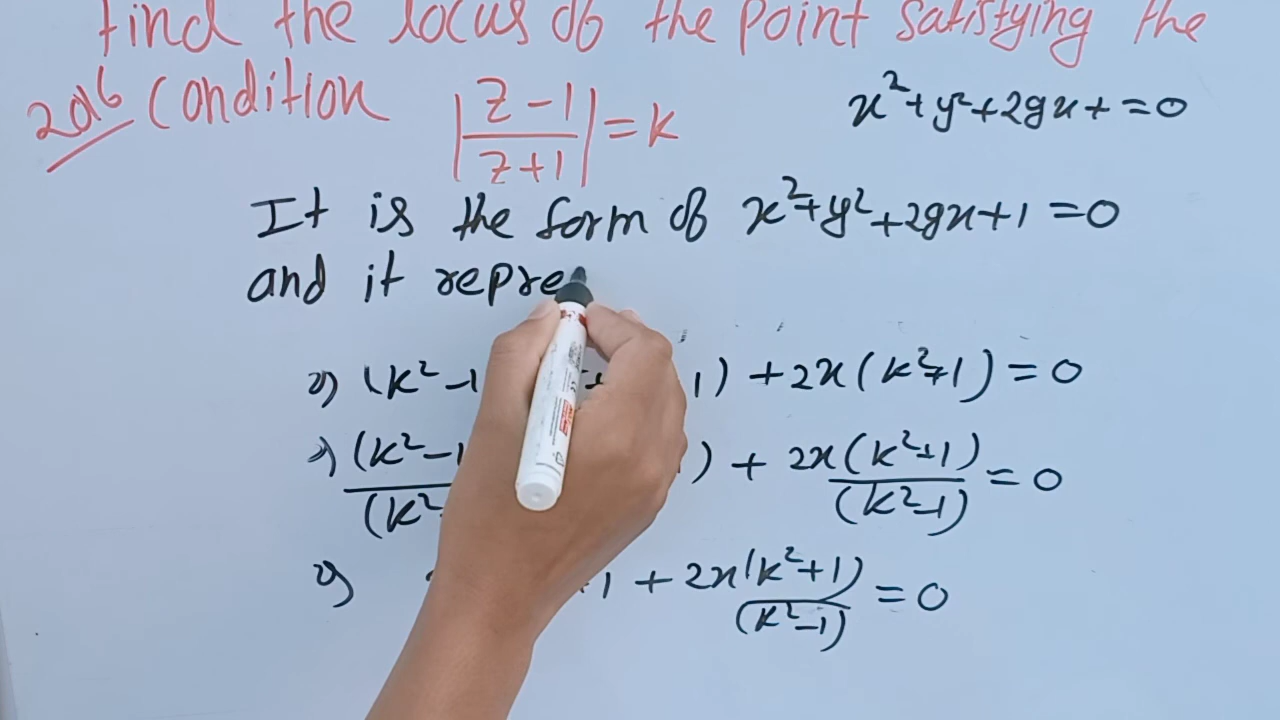 find the locus of the point satisfying the
2016 condition |z-1/z+1| = k
x²+y²+2gx+ =0
It is the form of x²+y²+2gx+1 =0
and it repre
(k²-1 1) +2x(k²+1) =0
(k²-1 ) + 2x(k²+1)/(k²-1) = 0
+1 + 2x(k²+1)/(k²-1) = 0